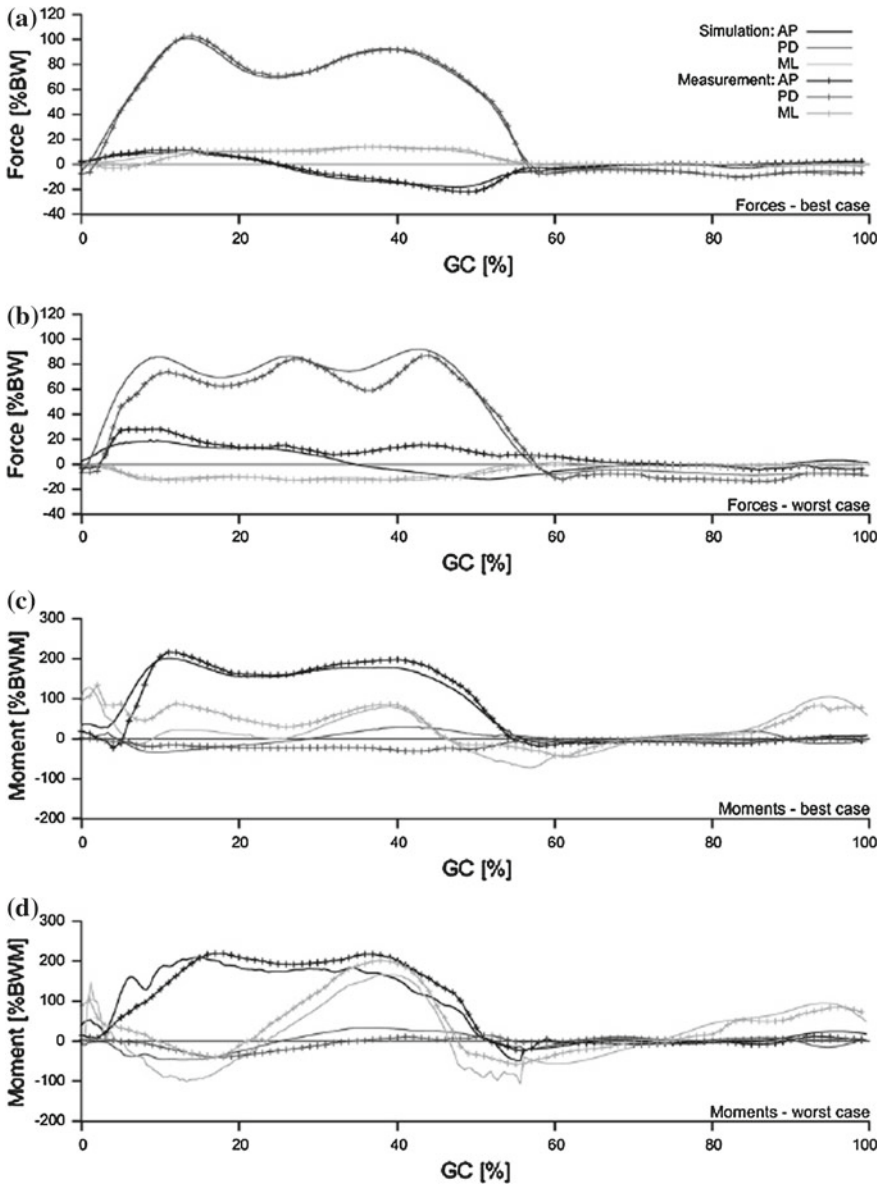 (a)
120
100
80
60
40
20
0
-20
-40
Force [%BW]
Simulation: AP
PD
ML
Measurement: AP
PD
ML
Forces - best case
0 20 40 60 80 100
GC [%]
(b)
120
100
80
60
40
20
0
-20
-40
Force [%BW]
Forces - worst case
0 20 40 60 80 100
GC [%]
(c)
300
200
100
0
-100
-200
Moment [%BWM]
Moments - best case
0 20 40 60 80 100
GC [%]
(d)
300
200
100
0
-100
-200
Moment [%BWM]
Moments - worst case
0 20 40 60 80 100
GC [%]